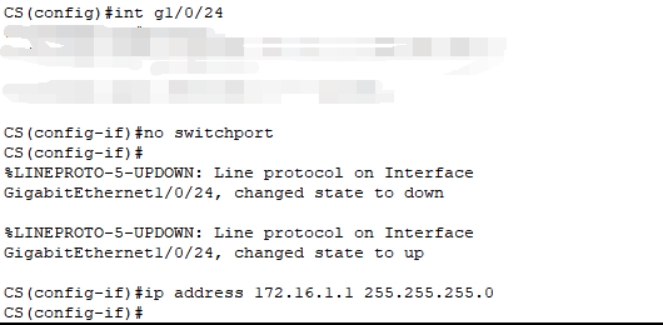 CS(config)#int g1/0/24
CS(config-if)#no switchport
CS(config-if)#
%LINEPROTO-5-UPDOWN: Line protocol on Interface
GigabitEthernet1/0/24, changed state to down
%LINEPROTO-5-UPDOWN: Line protocol on Interface
GigabitEthernet1/0/24, changed state to up
CS(config-if)#ip address 172.16.1.1 255.255.255.0
CS(config-if)#